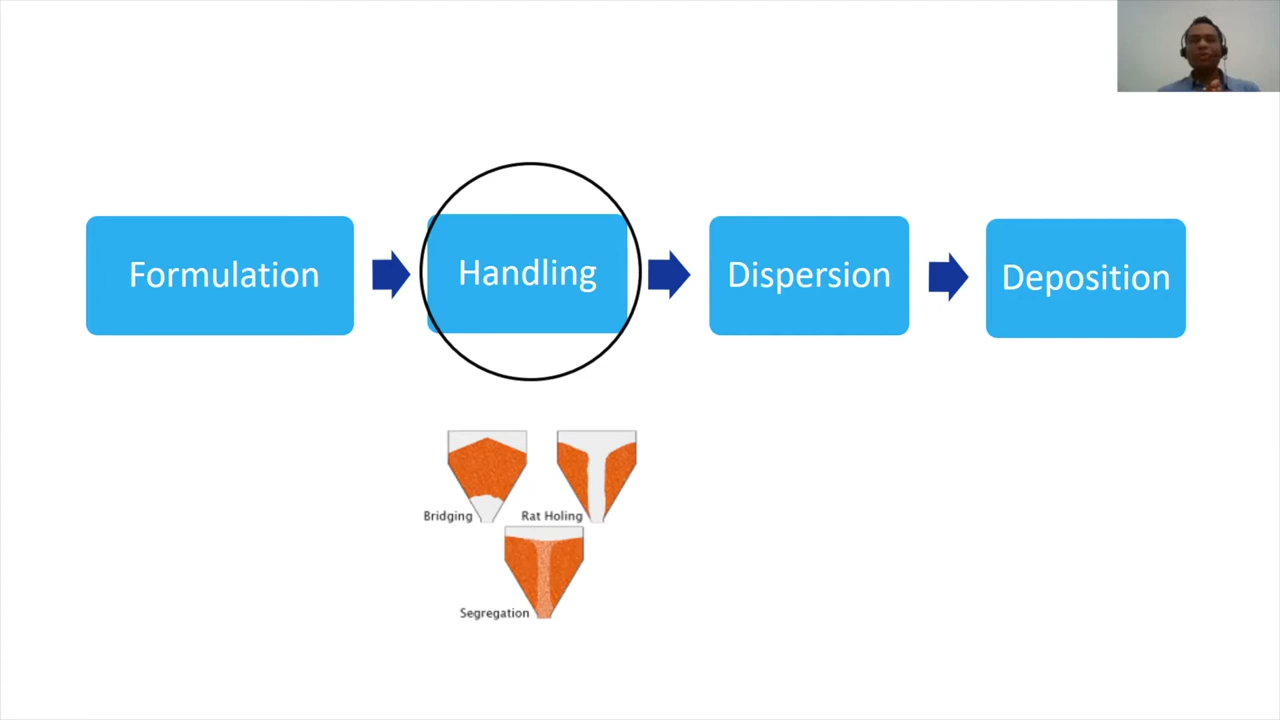 Formulation
Handling
Dispersion
Deposition
Bridging
Rat Holing
Segregation